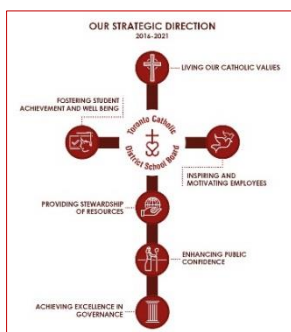 OUR STRATEGIC DIRECTION
2016-2021
LIVING OUR CATHOLIC VALUES
FOSTERING STUDENT
ACHIEVEMENT AND WELL BEING
Toronto Catholic
District School Board
INSPIRING AND
MOTIVATING EMPLOYEES
PROVIDING STEWARDSHIP
OF RESOURCES
ENHANCING PUBLIC
CONFIDENCE
ACHIEVING EXCELLENCE IN
GOVERNANCE